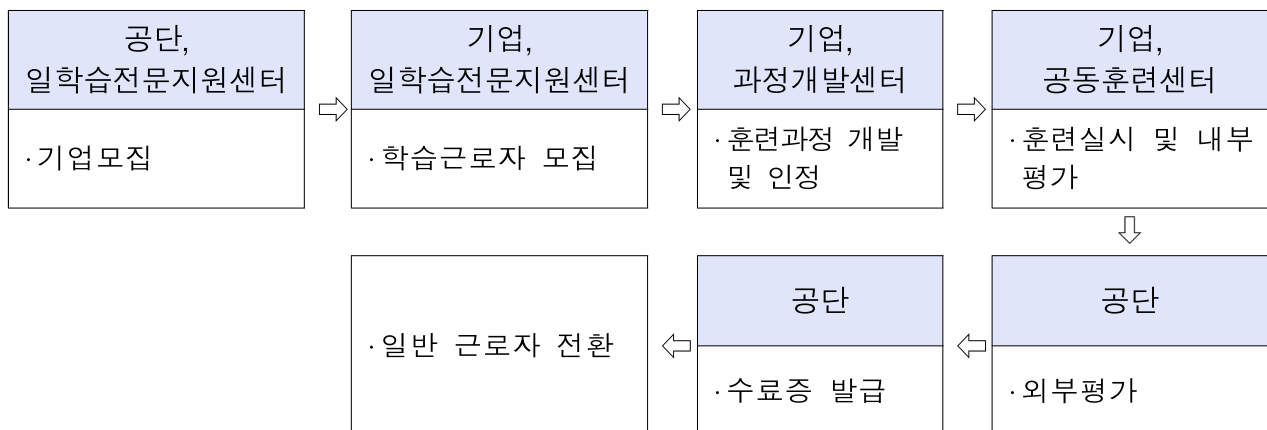 공단,
일학습전문지원센터
· 기업모집
기업,
일학습전문지원센터
· 학습근로자 모집
기업,
과정개발센터
· 훈련과정 개발
및 인정
기업,
공동훈련센터
· 훈련실시 및 내부
평가
공단
· 외부평가
공단
· 수료증 발급
· 일반 근로자 전환